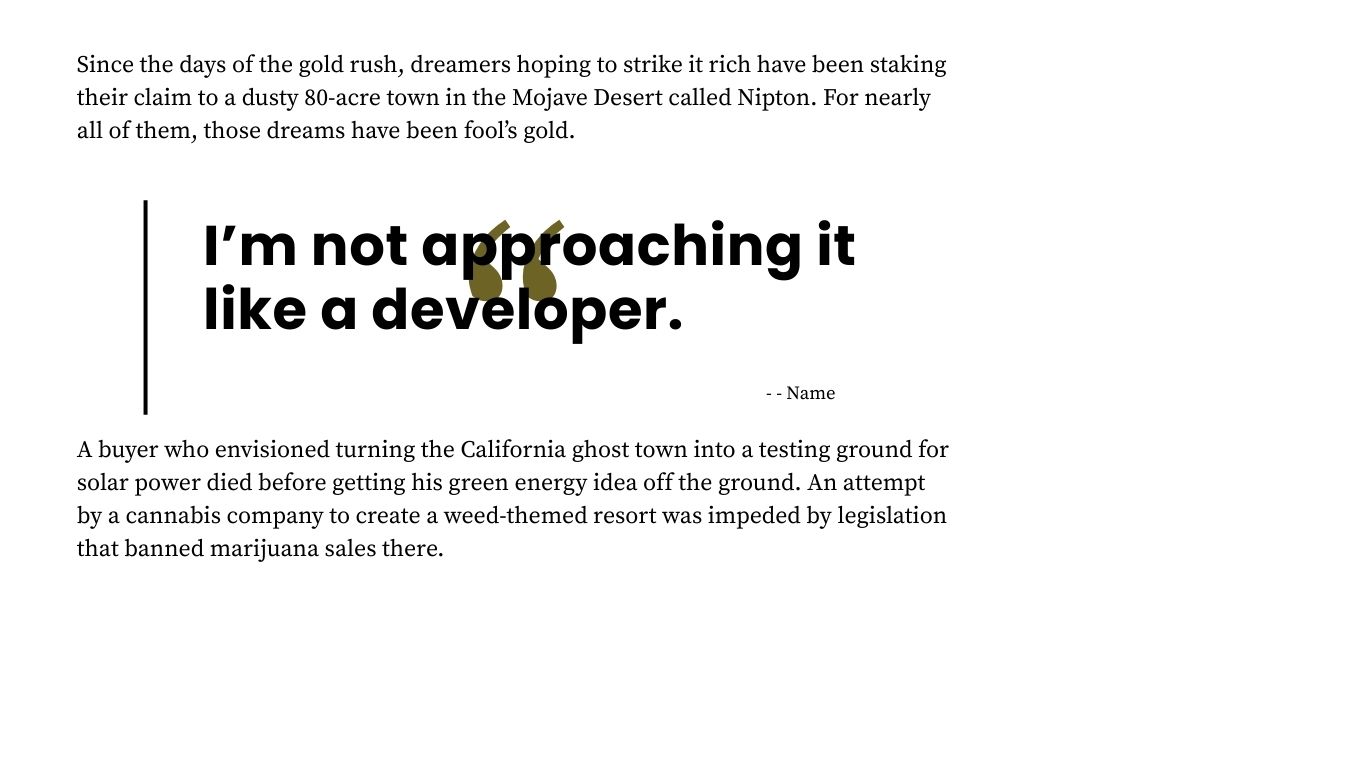 Since the days of the gold rush, dreamers hoping to strike it rich have been staking
their claim to a dusty 80-acre town in the Mojave Desert called Nipton. For nearly
all of them, those dreams have been fool’s gold.
“
I’m not approaching it
like a developer.
- - Name
A buyer who envisioned turning the California ghost town into a testing ground for
solar power died before getting his green energy idea off the ground. An attempt
by a cannabis company to create a weed-themed resort was impeded by legislation
that banned marijuana sales there.